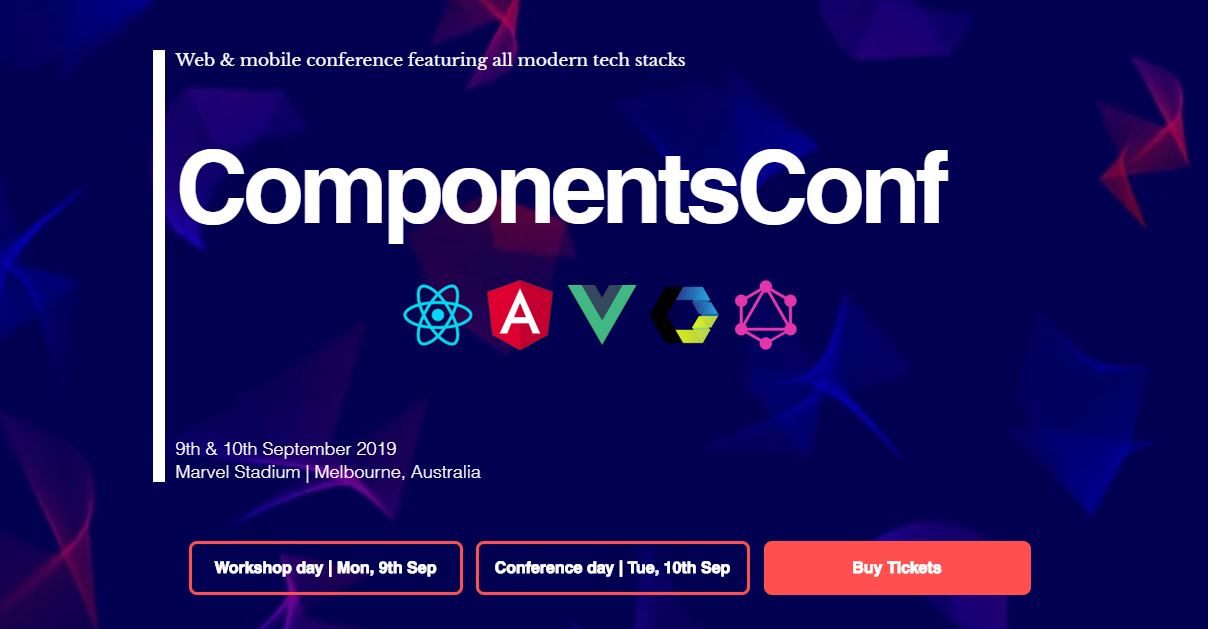 Web & mobile conference featuring all modern tech stacks
ComponentsConf
A
9th & 10th September 2019
Marvel Stadium | Melbourne, Australia
Workshop day | Mon, 9th Sep
Conference day | Tue, 10th Sep
Buy Tickets